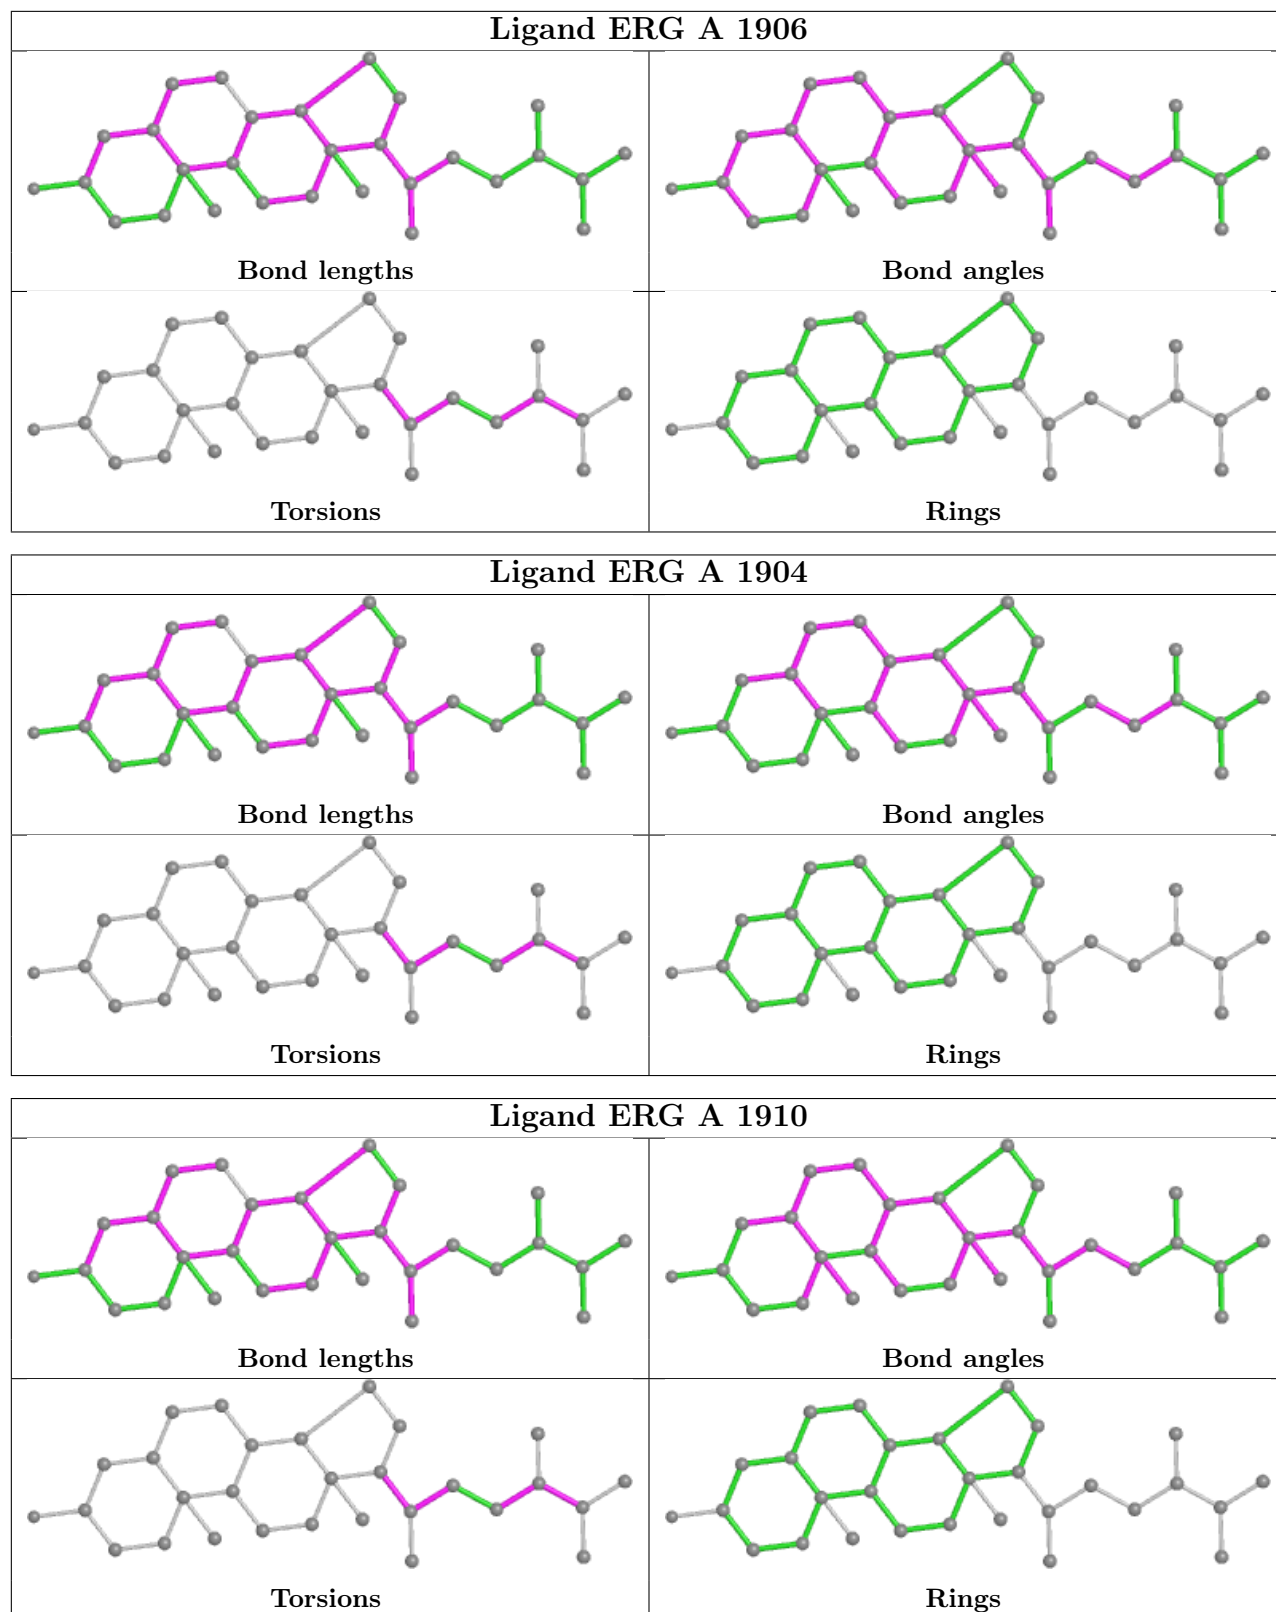 Ligand ERG A 1906
Bond lengths
Bond angles
Torsions
Rings
Ligand ERG A 1904
Bond lengths
Bond angles
Torsions
Rings
Ligand ERG A 1910
Bond lengths
Bond angles
Torsions
Rings